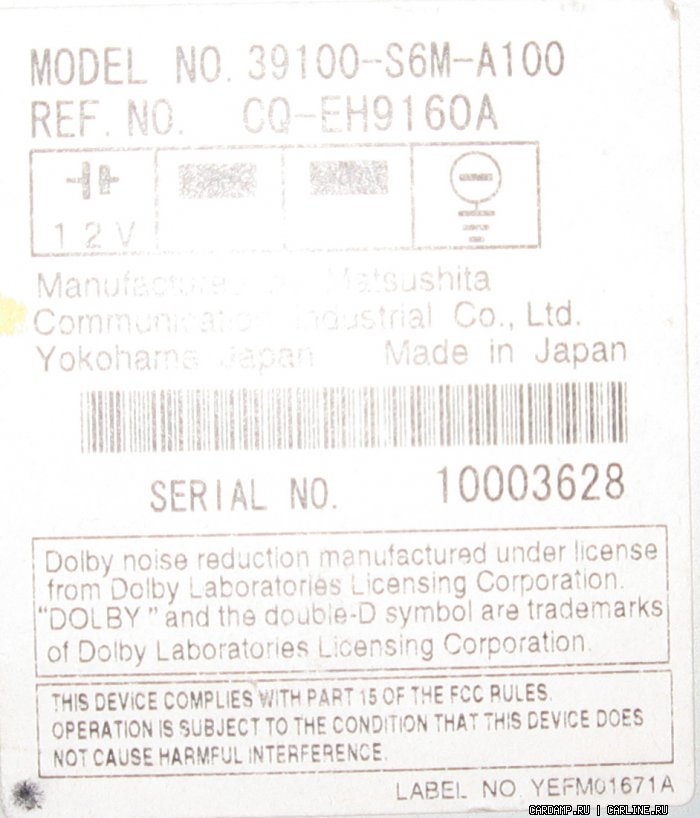 MODEL NO. 39100-S6M-A100
REF. NO. CQ-EH9160A
12V
Manufactured by Matsushita
Communication Industrial Co., Ltd.
Yokohama Japan Made in Japan
SERIAL NO. 10003628
Dolby noise reduction manufactured under license
from Dolby Laboratories Licensing Corporation.
"DOLBY" and the double-D symbol are trademarks
of Dolby Laboratories Licensing Corporation.
THIS DEVICE COMPLIES WITH PART 15 OF THE FCC RULES.
OPERATION IS SUBJECT TO THE CONDITION THAT THIS DEVICE DOES
NOT CAUSE HARMFUL INTERFERENCE.
LABEL NO. YEFM01671A
CARDAMP.RU | CARLINE.RU